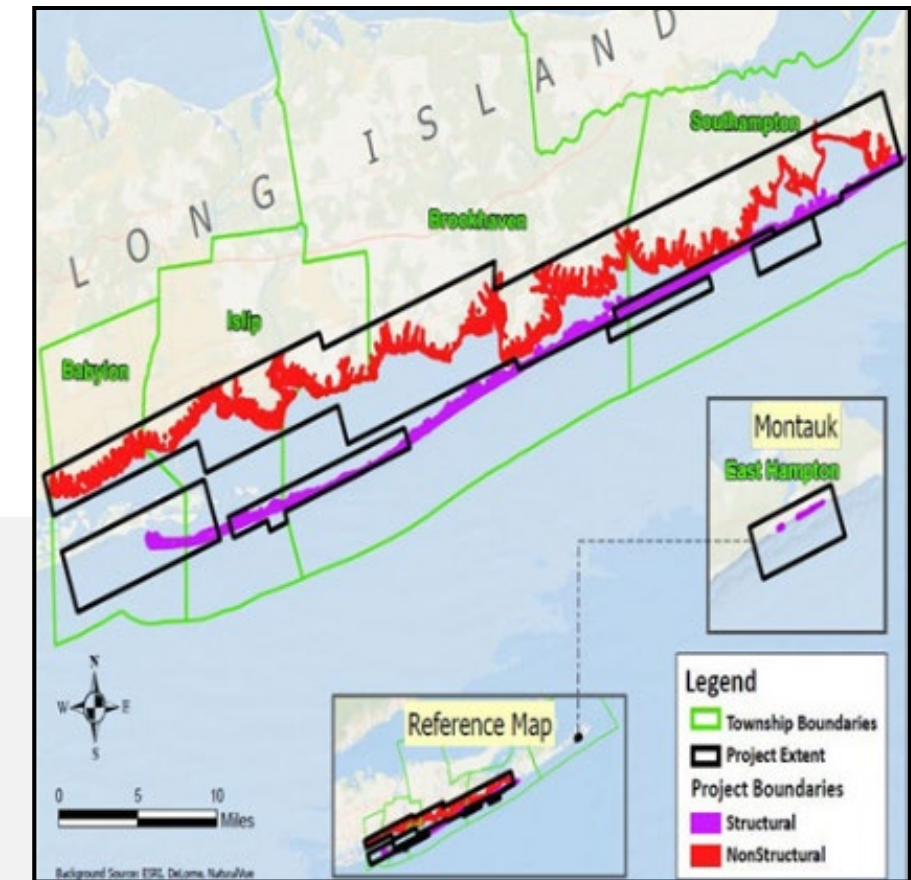 LONG ISLAND
Southampton
Brookhaven
Islip
Babylon
Montauk
East Hampton
N
W E
S
0 5 10
Miles
Reference Map
Legend
Township Boundaries
Project Extent
Project Boundaries
Structural
NonStructural
Background Source: ESRI, DeLorme, NaturalVue